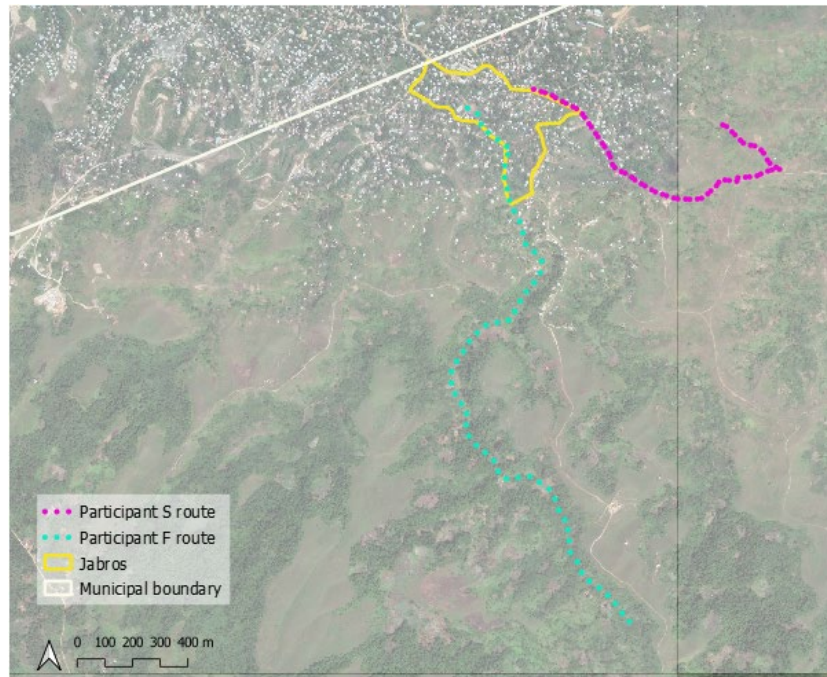 Participant S route
Participant F route
Jabros
Municipal boundary
0 100 200 300 400 m